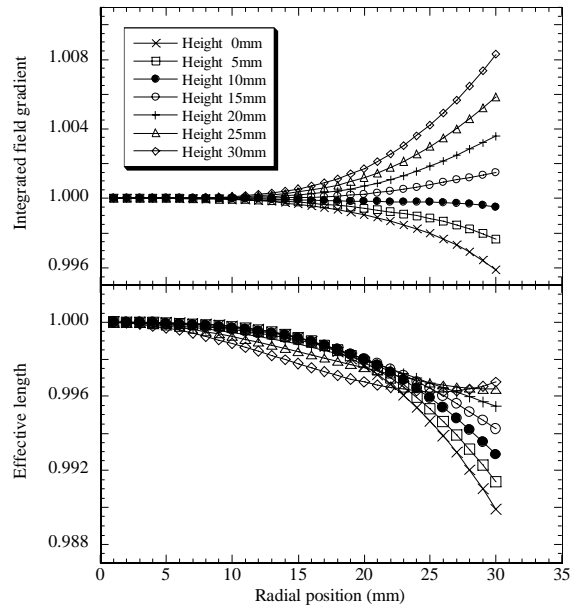 1.008
1.004
1.000
0.996
Integrated field gradient
Height 0mm
Height 5mm
Height 10mm
Height 15mm
Height 20mm
Height 25mm
Height 30mm
1.000
0.996
0.992
0.988
Effective length
0 5 10 15 20 25 30 35
Radial position (mm)